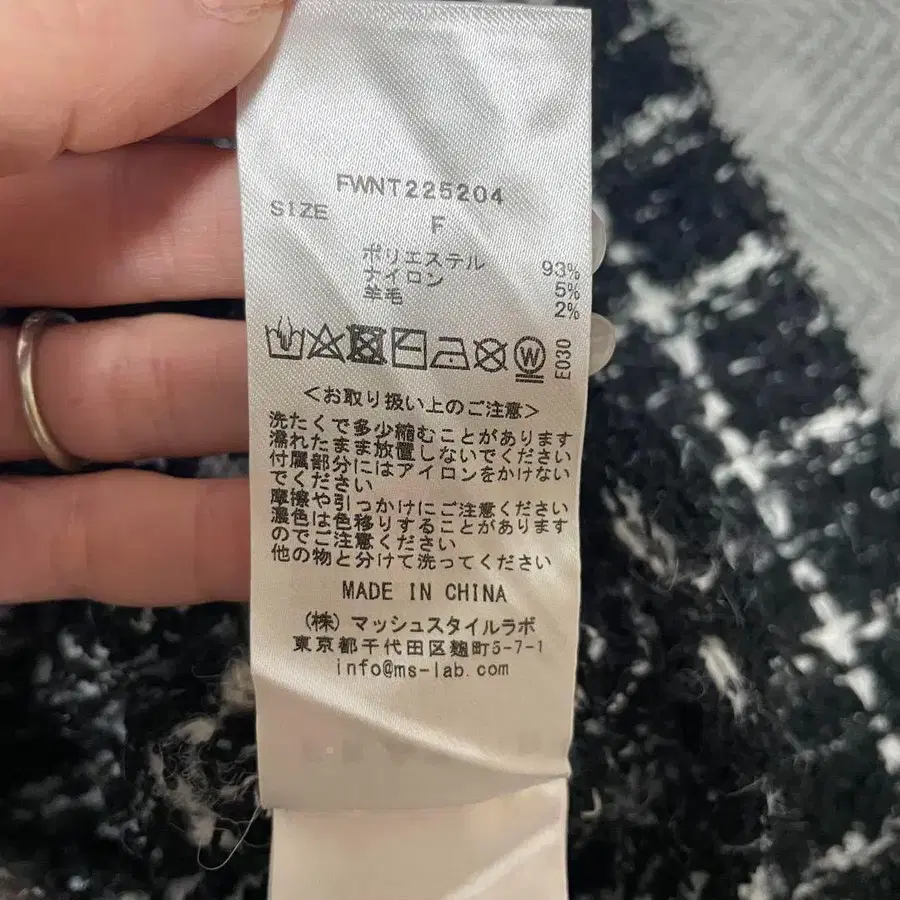 FWNT225204
SIZE F
ポリエステル 93%
ナイロン 5%
羊毛 2%
W E030
<お取り扱い上のご注意>
洗たくで多少縮むことがあります
濡れたまま放置しないでください
付属部分にはアイロンをかけない
でください
摩擦や引っかけにご注意ください
濃色は色移りすることがあります
のでご注意ください
他の物と分けて洗ってください
MADE IN CHINA
(株) マッシュスタイルラボ
東京都千代田区麹町5-7-1
info@ms-lab.com